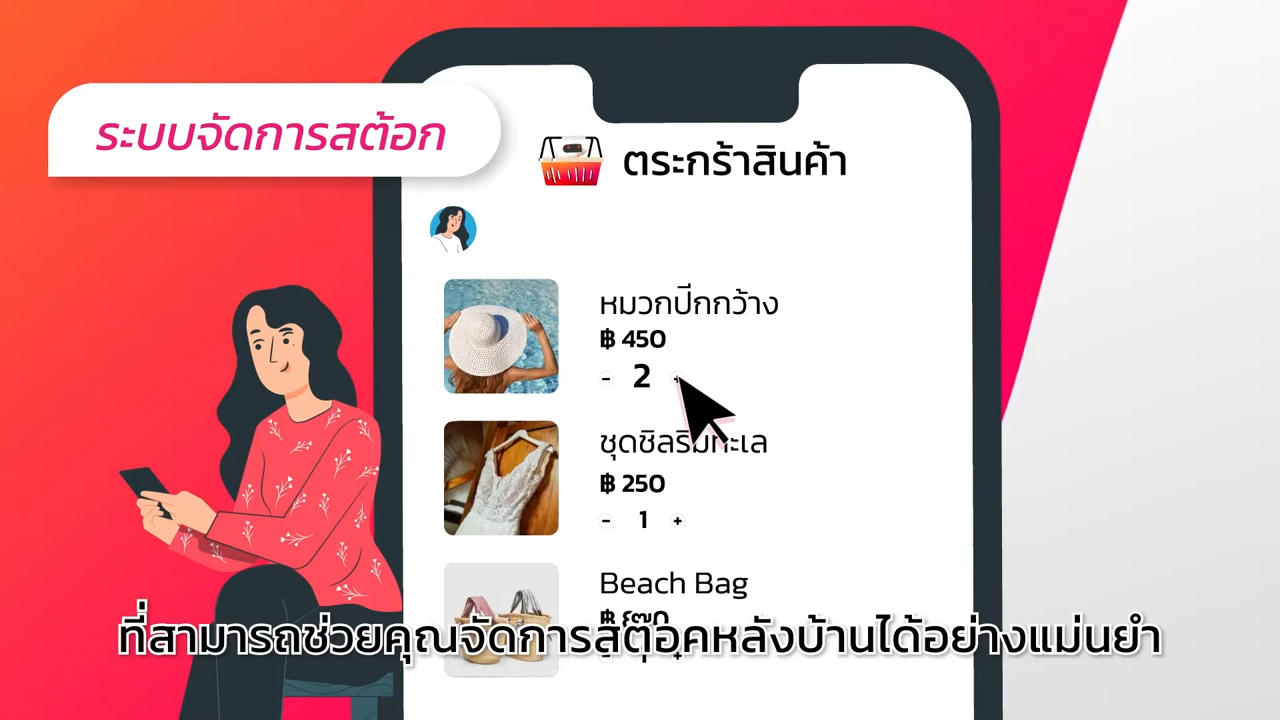 ระบบจัดการสต้อก
ตระกร้าสินค้า
หมวกปีกกว้าง
฿ 450
- 2 +
ชุดชิลริมทะเล
฿ 250
- 1 +
Beach Bag
ที่สามารถช่วยคุณจัดการสต๊อคหลังบ้านได้อย่างแม่นยำ